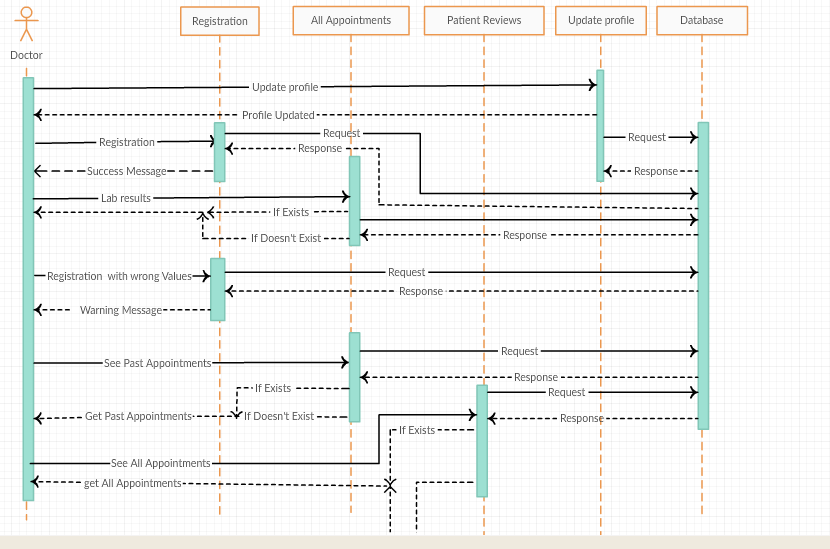 Registration
All Appointments
Patient Reviews
Update profile
Database
Doctor
Update profile
Profile Updated
Request
Request
Registration
Response
Success Message
Response
Lab results
If Exists
Response
If Doesn't Exist
Registration with wrong Values
Request
Response
Warning Message
Request
See Past Appointments
Response
If Exists
Request
Get Past Appointments
If Doesn't Exist
Response
If Exists
See All Appointments
get All Appointments